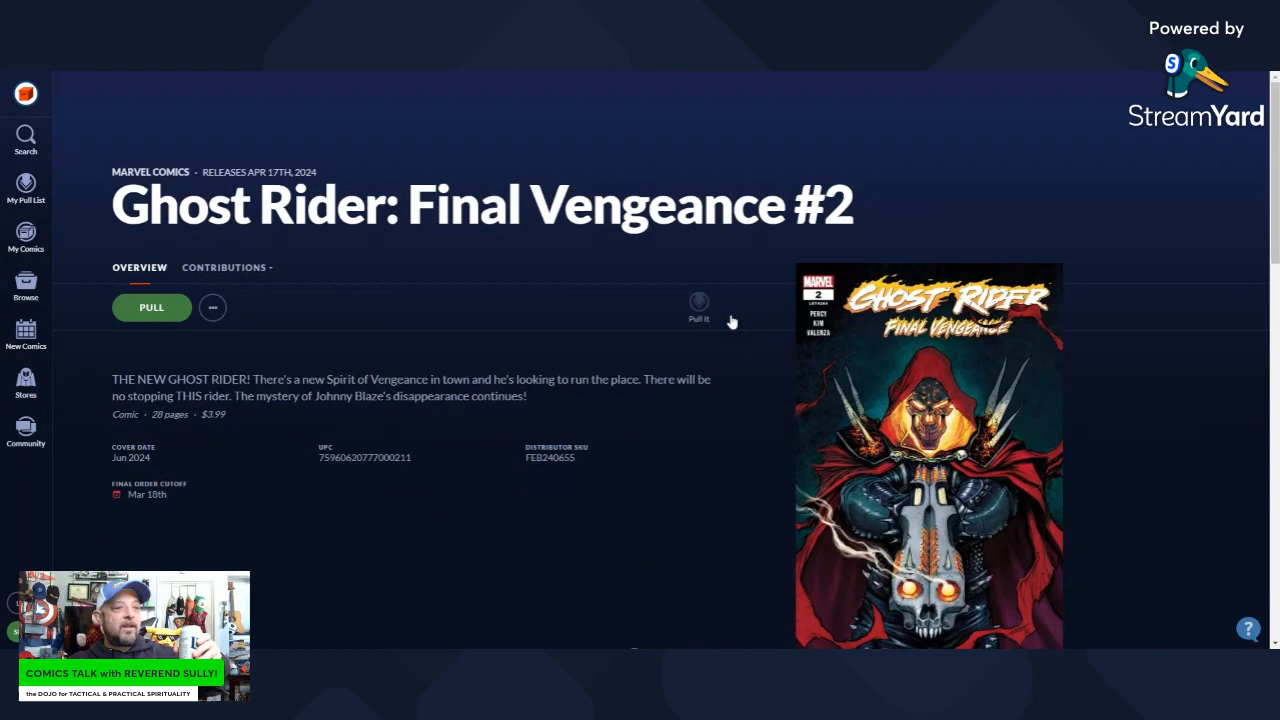 Powered by
StreamYard
Search
My Pull List
My Comics
Browse
New Comics
Stores
Community
MARVEL COMICS · RELEASES APR 17TH, 2024
Ghost Rider: Final Vengeance #2
OVERVIEW CONTRIBUTIONS
PULL
Pull It
THE NEW GHOST RIDER! There's a new Spirit of Vengeance in town and he's looking to run the place. There will be
no stopping THIS rider. The mystery of Johnny Blaze's disappearance continues!
Comic · 28 pages · $3.99
COVER DATE
Jun 2024
UPC
75960620777000211
DISTRIBUTOR SKU
FEB240655
FINAL ORDER CUTOFF
Mar 18th
MARVEL
2
PERCY
KIM
VALENZA
GHOST RIDER
FINAL VENGEANCE
COMICS TALK with REVEREND SULLY!
the DOJO for TACTICAL & PRACTICAL SPIRITUALITY
?